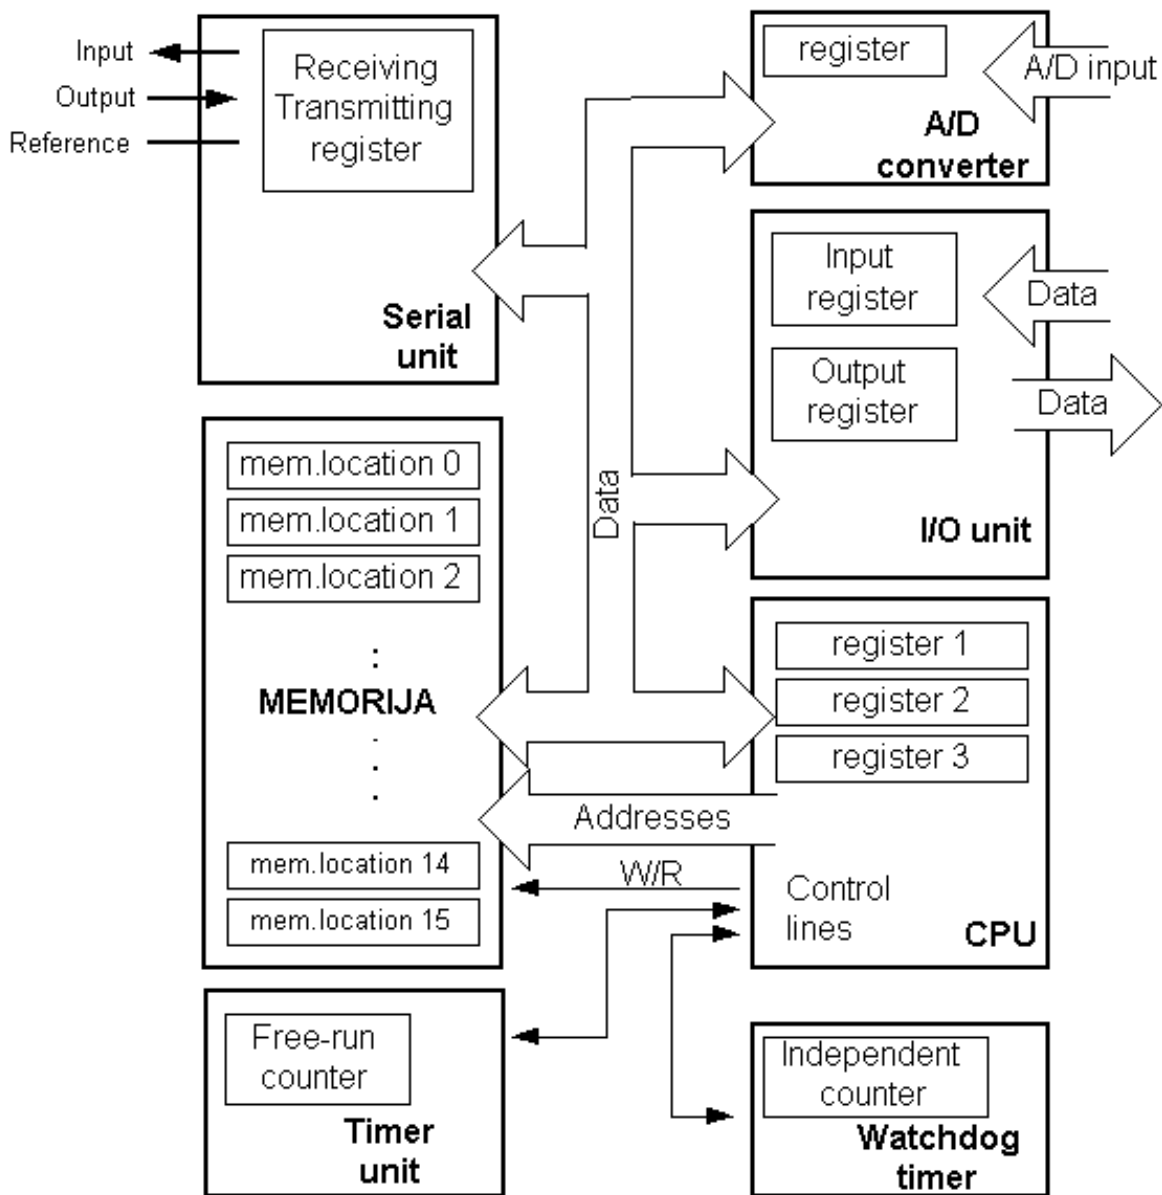 Input
Output
Reference
Receiving
Transmitting
register
Serial
unit
register
A/D input
A/D
converter
Input
register
Data
Output
register
Data
I/O unit
Data
mem.location 0
mem.location 1
mem.location 2
:
MEMORIJA
.
.
.
mem.location 14
mem.location 15
register 1
register 2
register 3
Addresses
W/R
Control
lines
CPU
Free-run
counter
Timer
unit
Independent
counter
Watchdog
timer